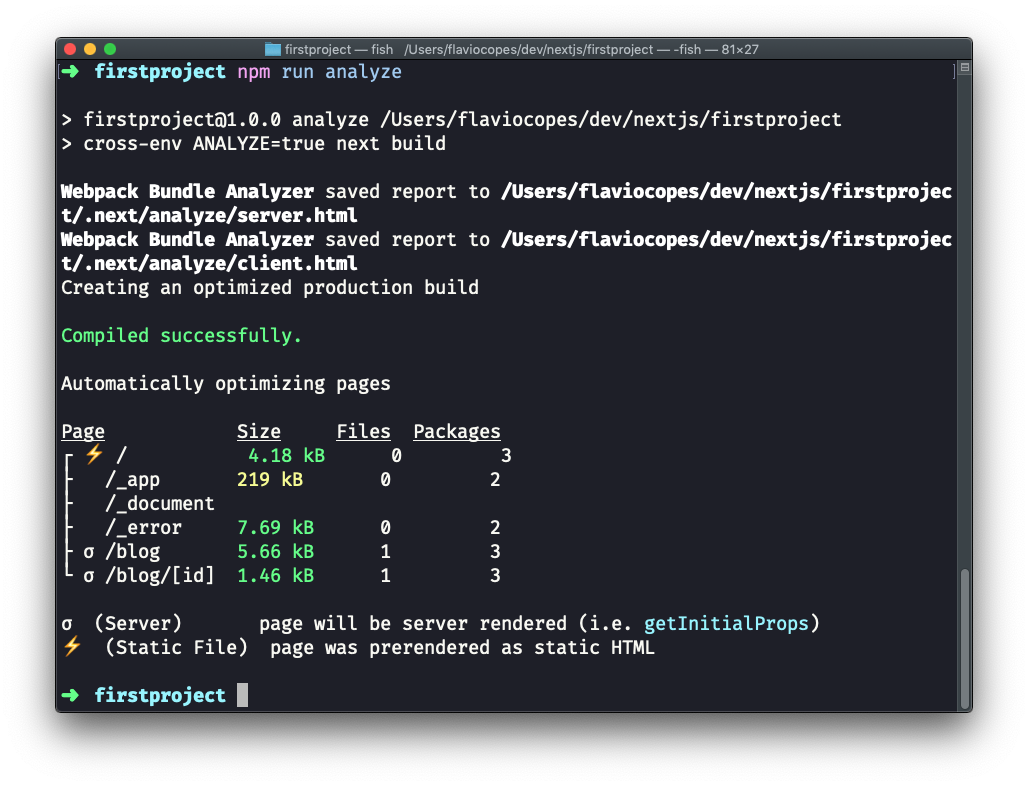 firstproject — fish /Users/flaviocopes/dev/nextjs/firstproject — -fish — 81×27
➜ firstproject npm run analyze
> firstproject@1.0.0 analyze /Users/flaviocopes/dev/nextjs/firstproject
> cross-env ANALYZE=true next build
Webpack Bundle Analyzer saved report to /Users/flaviocopes/dev/nextjs/firstprojec
t/.next/analyze/server.html
Webpack Bundle Analyzer saved report to /Users/flaviocopes/dev/nextjs/firstprojec
t/.next/analyze/client.html
Creating an optimized production build
Compiled successfully.
Automatically optimizing pages
Page Size Files Packages
┌ ⚡ / 4.18 kB 0 3
├ /_app 219 kB 0 2
├ /_document
├ /_error 7.69 kB 0 2
├ σ /blog 5.66 kB 1 3
└ σ /blog/[id] 1.46 kB 1 3
σ (Server) page will be server rendered (i.e. getInitialProps)
⚡ (Static File) page was prerendered as static HTML
➜ firstproject